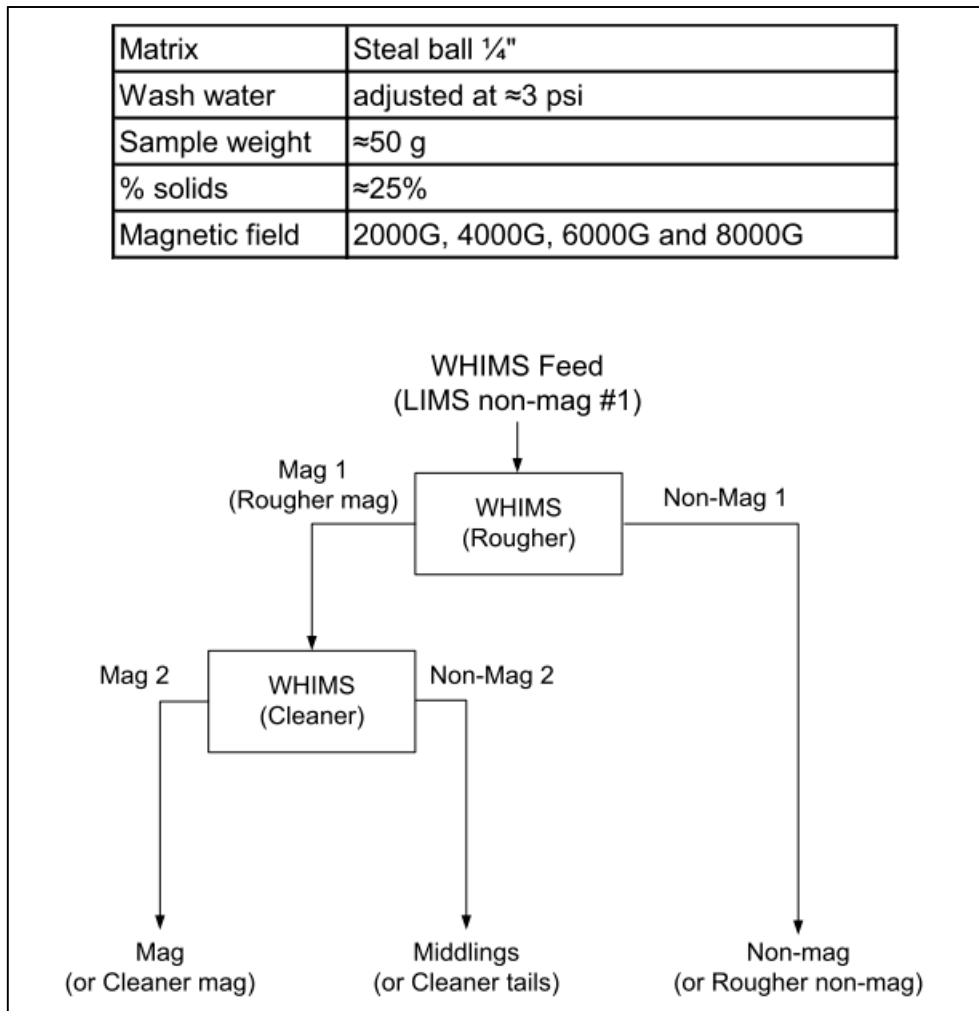 Matrix Steal ball ¼"
Wash water adjusted at ≈3 psi
Sample weight ≈50 g
% solids ≈25%
Magnetic field 2000G, 4000G, 6000G and 8000G
WHIMS Feed
(LIMS non-mag #1)
Mag 1
(Rougher mag)
WHIMS
(Rougher)
Non-Mag 1
Mag 2
WHIMS
(Cleaner)
Non-Mag 2
Mag
(or Cleaner mag)
Middlings
(or Cleaner tails)
Non-mag
(or Rougher non-mag)